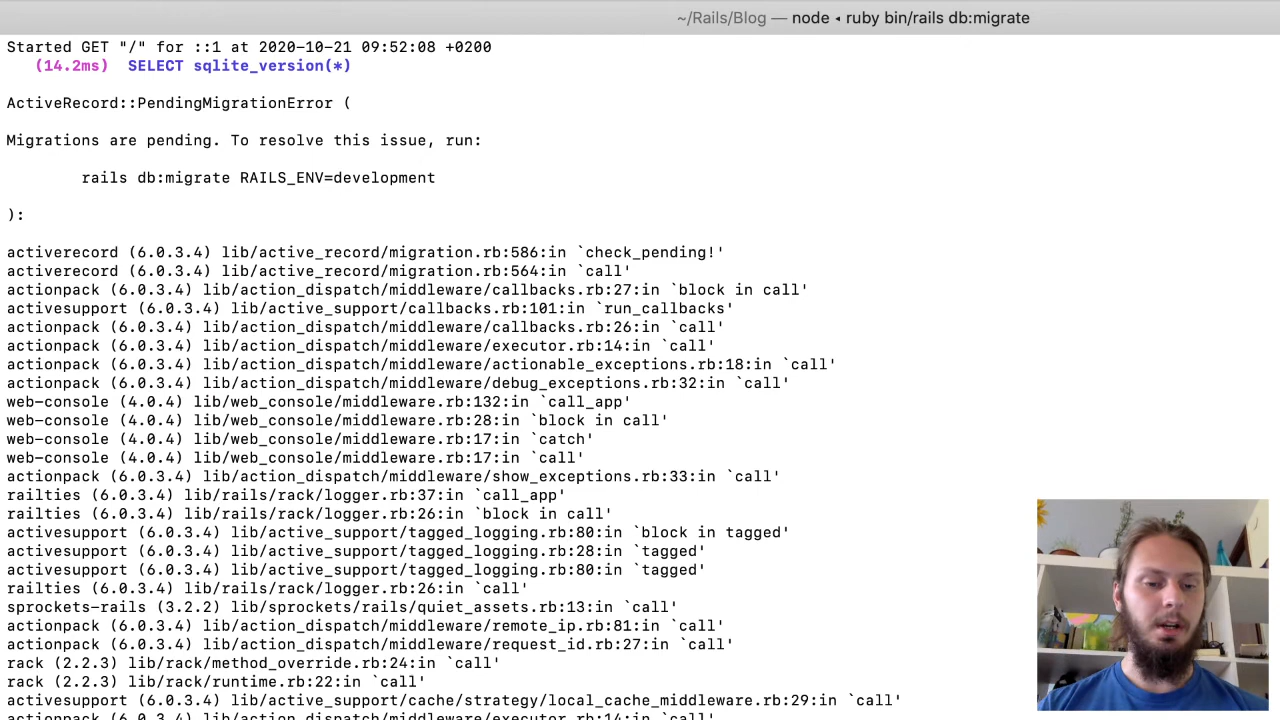 ~/Rails/Blog — node ◂ ruby bin/rails db:migrate
Started GET "/" for ::1 at 2020-10-21 09:52:08 +0200
(14.2ms) SELECT sqlite_version(*)
ActiveRecord::PendingMigrationError (
Migrations are pending. To resolve this issue, run:
rails db:migrate RAILS_ENV=development
):
activerecord (6.0.3.4) lib/active_record/migration.rb:586:in `check_pending!'
activerecord (6.0.3.4) lib/active_record/migration.rb:564:in `call'
actionpack (6.0.3.4) lib/action_dispatch/middleware/callbacks.rb:27:in `block in call'
activesupport (6.0.3.4) lib/active_support/callbacks.rb:101:in `run_callbacks'
actionpack (6.0.3.4) lib/action_dispatch/middleware/callbacks.rb:26:in `call'
actionpack (6.0.3.4) lib/action_dispatch/middleware/executor.rb:14:in `call'
actionpack (6.0.3.4) lib/action_dispatch/middleware/actionable_exceptions.rb:18:in `call'
actionpack (6.0.3.4) lib/action_dispatch/middleware/debug_exceptions.rb:32:in `call'
web-console (4.0.4) lib/web_console/middleware.rb:132:in `call_app'
web-console (4.0.4) lib/web_console/middleware.rb:28:in `block in call'
web-console (4.0.4) lib/web_console/middleware.rb:17:in `catch'
web-console (4.0.4) lib/web_console/middleware.rb:17:in `call'
actionpack (6.0.3.4) lib/action_dispatch/middleware/show_exceptions.rb:33:in `call'
railties (6.0.3.4) lib/rails/rack/logger.rb:37:in `call_app'
railties (6.0.3.4) lib/rails/rack/logger.rb:26:in `block in call'
activesupport (6.0.3.4) lib/active_support/tagged_logging.rb:80:in `block in tagged'
activesupport (6.0.3.4) lib/active_support/tagged_logging.rb:28:in `tagged'
activesupport (6.0.3.4) lib/active_support/tagged_logging.rb:80:in `tagged'
railties (6.0.3.4) lib/rails/rack/logger.rb:26:in `call'
sprockets-rails (3.2.2) lib/sprockets/rails/quiet_assets.rb:13:in `call'
actionpack (6.0.3.4) lib/action_dispatch/middleware/remote_ip.rb:81:in `call'
actionpack (6.0.3.4) lib/action_dispatch/middleware/request_id.rb:27:in `call'
rack (2.2.3) lib/rack/method_override.rb:24:in `call'
rack (2.2.3) lib/rack/runtime.rb:22:in `call'
activesupport (6.0.3.4) lib/active_support/cache/strategy/local_cache_middleware.rb:29:in `call'
actionpack (6.0.3.4) lib/action_dispatch/middleware/executor.rb:14:in `call'